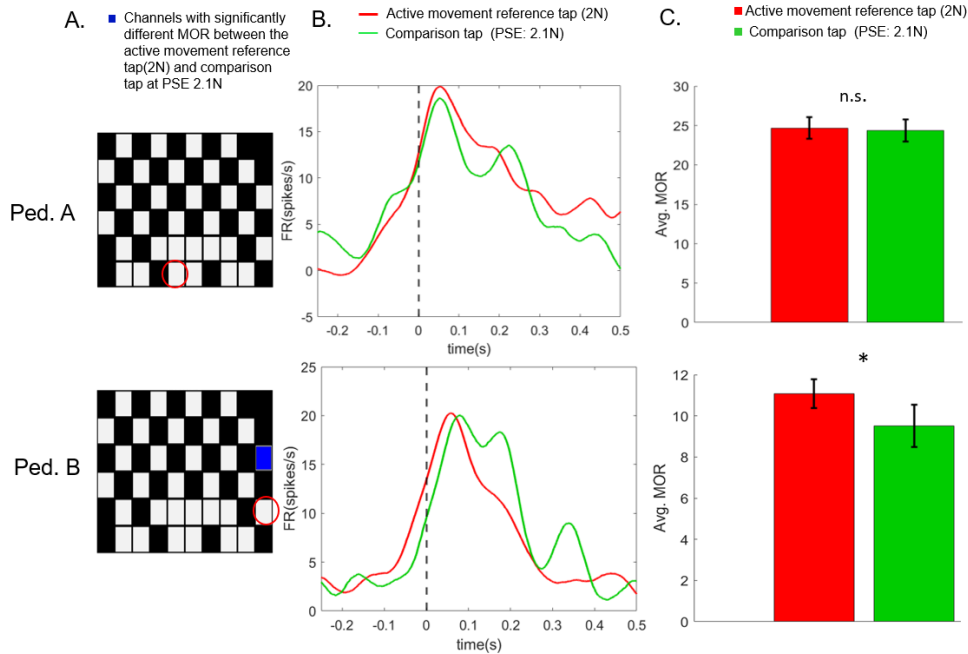 A.
Channels with significantly
different MOR between the
active movement reference
tap(2N) and comparison
tap at PSE 2.1N
B.
Active movement reference tap (2N)
Comparison tap (PSE: 2.1N)
C.
Active movement reference tap (2N)
Comparison tap (PSE: 2.1N)
Ped. A
FR(spikes/s)
20
15
10
5
0
-5
-0.2 -0.1 0 0.1 0.2 0.3 0.4 0.5
time(s)
Avg. MOR
30
25
20
15
10
5
0
n.s.
Ped. B
FR(spikes/s)
25
20
15
10
5
0
-0.2 -0.1 0 0.1 0.2 0.3 0.4 0.5
time(s)
Avg. MOR
12
10
8
6
4
2
0
*